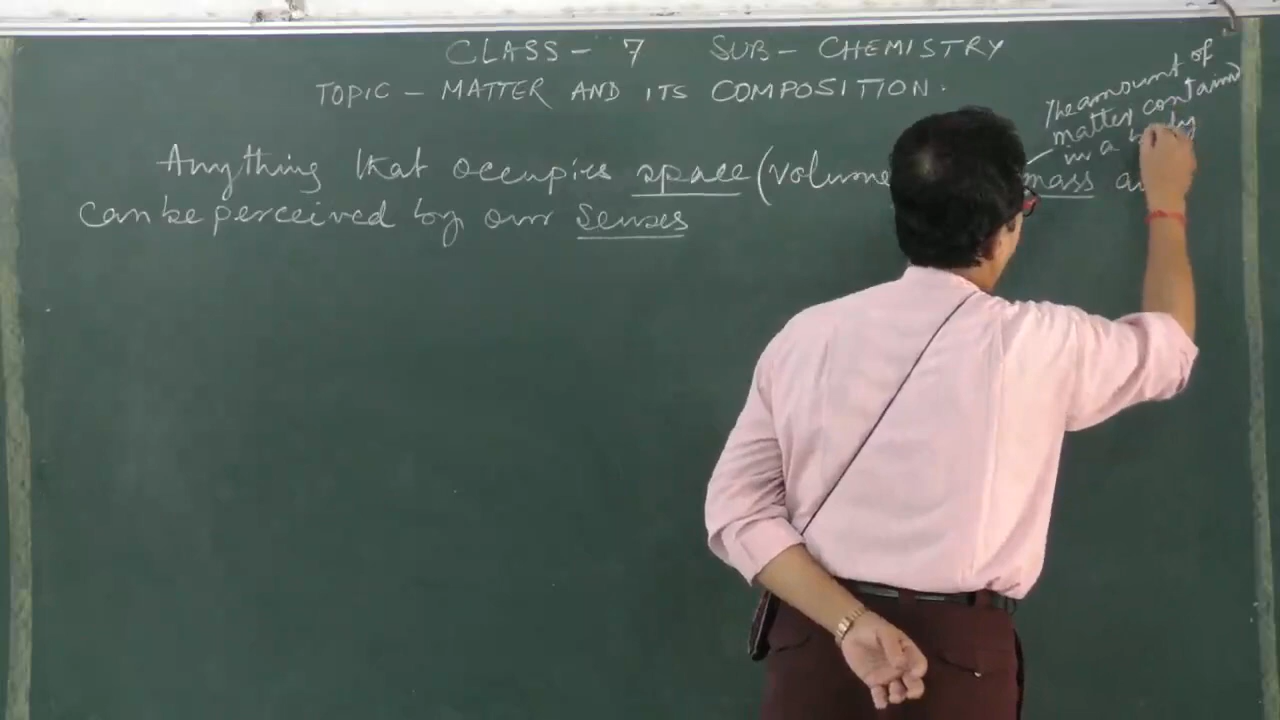 CLASS - 7 SUB - CHEMISTRY
TOPIC - MATTER AND ITS COMPOSITION.
The amount of
matter contained
in a body
Anything that occupies space (volume mass
can be perceived by our senses